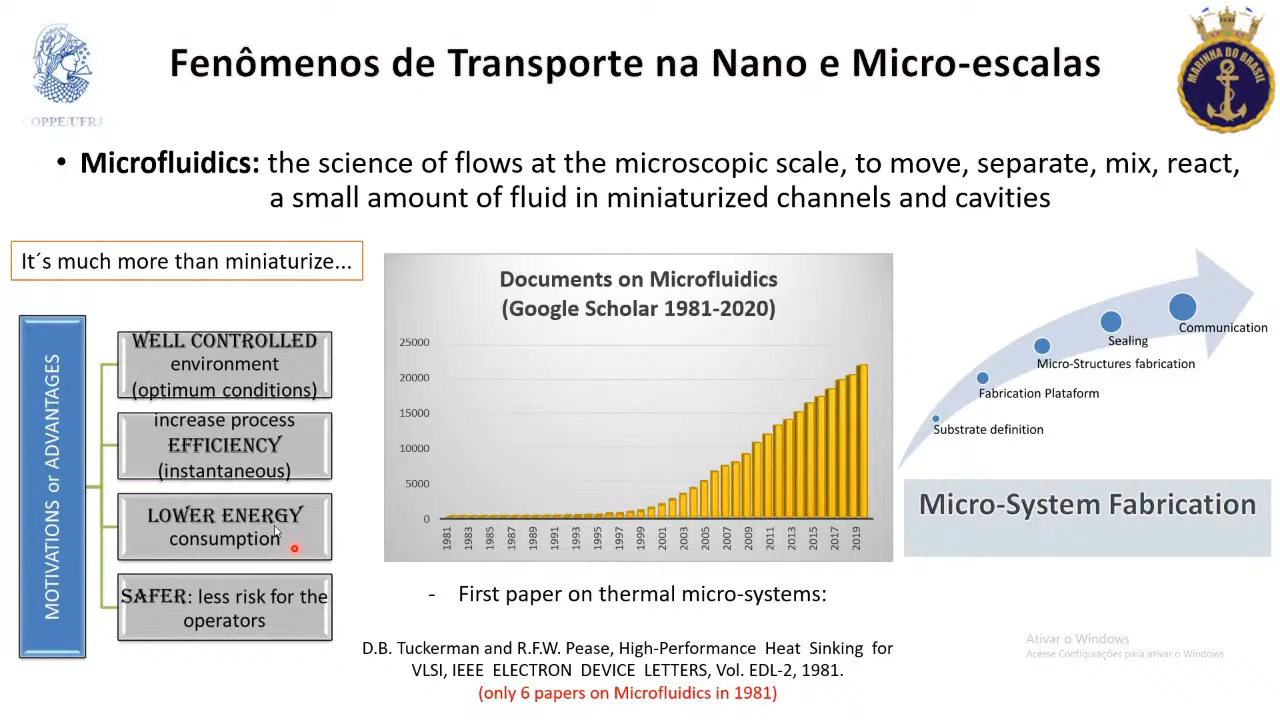 Fenômenos de Transporte na Nano e Micro-escalas
COPPE/UFRJ
MARINHA DO BRASIL
• Microfluidics: the science of flows at the microscopic scale, to move, separate, mix, react,
a small amount of fluid in miniaturized channels and cavities
It´s much more than miniaturize...
MOTIVATIONS or ADVANTAGES
WELL CONTROLLED
environment
(optimum conditions)
increase process
EFFICIENCY
(instantaneous)
LOWER ENERGY
consumption
SAFER: less risk for the
operators
Documents on Microfluidics
(Google Scholar 1981-2020)
25000
20000
15000
10000
5000
0
1981
1983
1985
1987
1989
1991
1993
1995
1997
1999
2001
2003
2005
2007
2009
2011
2013
2015
2017
2019
- First paper on thermal micro-systems:
D.B. Tuckerman and R.F.W. Pease, High-Performance Heat Sinking for
VLSI, IEEE ELECTRON DEVICE LETTERS, Vol. EDL-2, 1981.
(only 6 papers on Microfluidics in 1981)
Communication
Sealing
Micro-Structures fabrication
Fabrication Plataform
Substrate definition
Micro-System Fabrication
Ativar o Windows
Acesse Configurações para ativar o Windows.